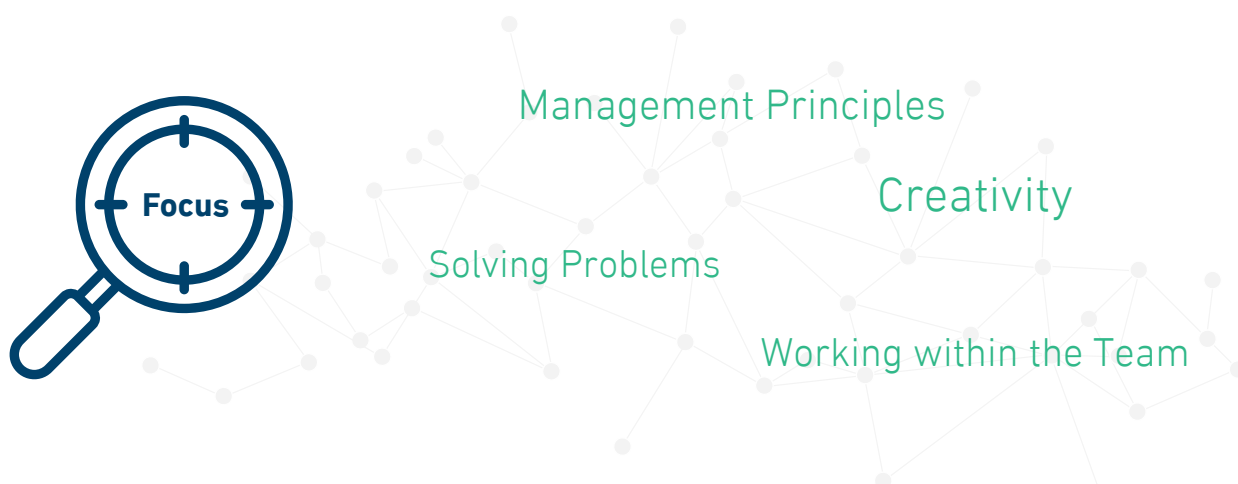 Management Principles
Creativity
Focus
Solving Problems
Working within the Team